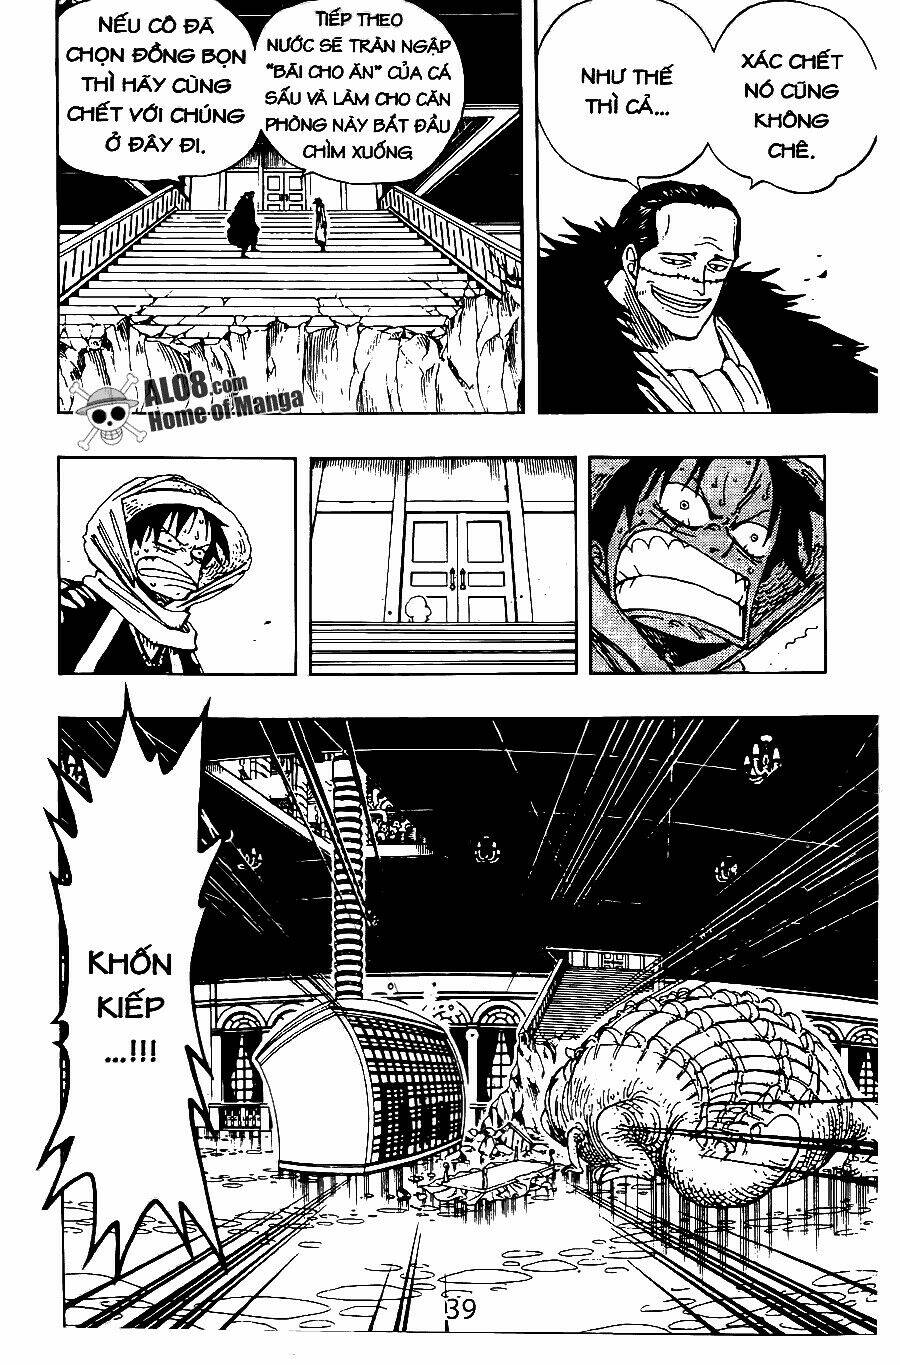 XÁC CHẾT
NÓ CŨNG
KHÔNG
CHÊ.
NHƯ THẾ
THÌ CẢ...
TIẾP THEO
NƯỚC SẼ TRÀN NGẬP
"BÃI CHO ĂN" CỦA CÁ
SẤU VÀ LÀM CHO CĂN
PHÒNG NÀY BẮT ĐẦU
CHÌM XUỐNG
NẾU CÔ ĐÃ
CHỌN ĐỒNG BỌN
THÌ HÃY CÙNG
CHẾT VỚI CHÚNG
Ở ĐÂY ĐI.
ALO8.com
Home of Manga
KHỐN
KIẾP
...!!!
39